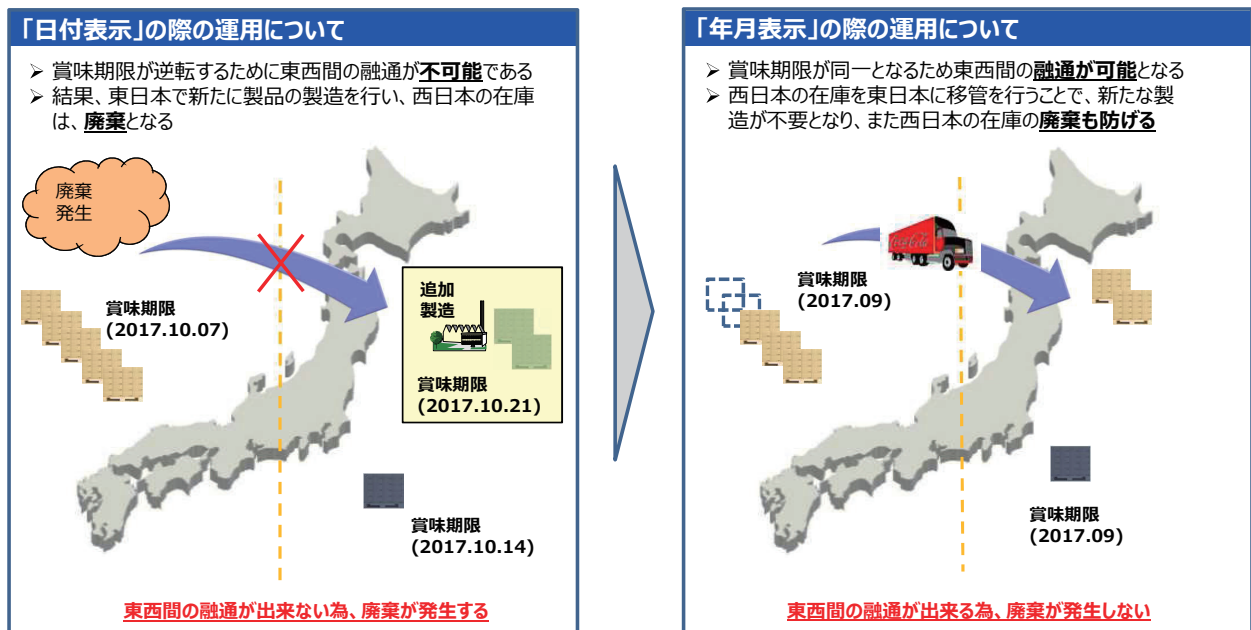 「日付表示」の際の運用について
➢ 賞味期限が逆転するために東西間の融通が不可能である
➢ 結果、東日本で新たに製品の製造を行い、西日本の在庫
は、廃棄となる
廃棄
発生
賞味期限
(2017.10.07)
追加
製造
賞味期限
(2017.10.21)
賞味期限
(2017.10.14)
東西間の融通が出来ない為、廃棄が発生する
「年月表示」の際の運用について
➢ 賞味期限が同一となるため東西間の融通が可能となる
➢ 西日本の在庫を東日本に移管を行うことで、新たな製
造が不要となり、また西日本の在庫の廃棄も防げる
Coca-Cola
賞味期限
(2017.09)
賞味期限
(2017.09)
東西間の融通が出来る為、廃棄が発生しない